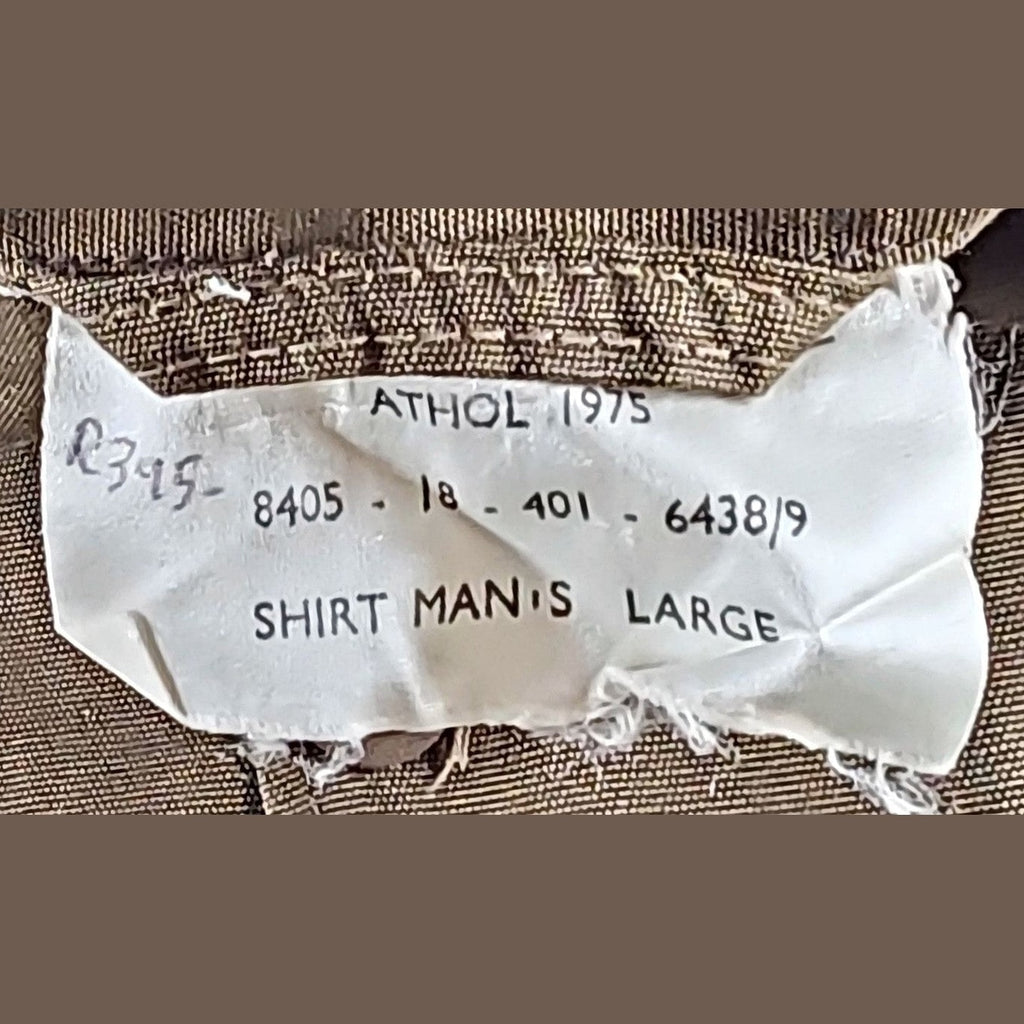 ATHOL 1975
R395-
8405 - 18 - 401 - 6438/9
SHIRT MAN'S LARGE